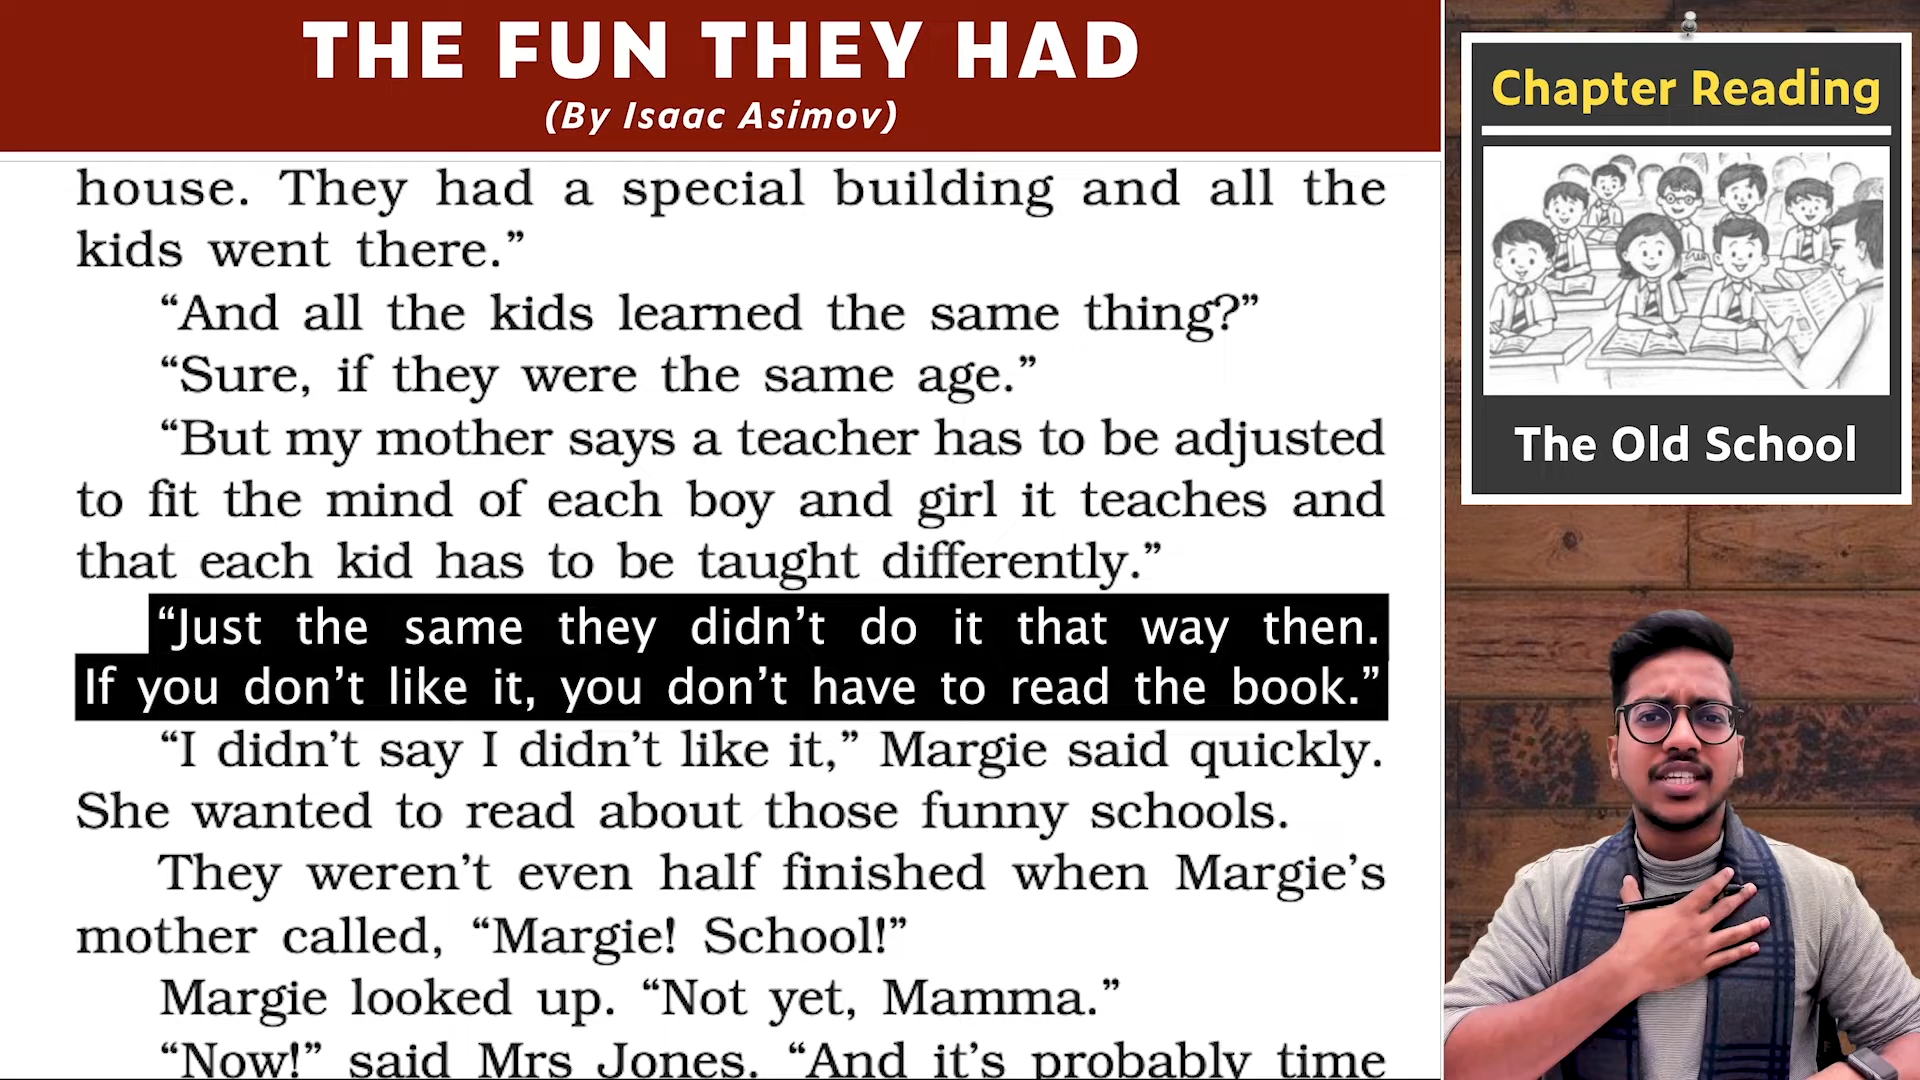 THE FUN THEY HAD
(By Isaac Asimov)
house. They had a special building and all the
kids went there.”
“And all the kids learned the same thing?”
“Sure, if they were the same age.”
“But my mother says a teacher has to be adjusted
to fit the mind of each boy and girl it teaches and
that each kid has to be taught differently.”
“Just the same they didn’t do it that way then.
If you don’t like it, you don’t have to read the book.”
“I didn’t say I didn’t like it,” Margie said quickly.
She wanted to read about those funny schools.
They weren’t even half finished when Margie’s
mother called, “Margie! School!”
Margie looked up. “Not yet, Mamma.”
“Now!” said Mrs Jones. “And it’s probably time
Chapter Reading
The Old School